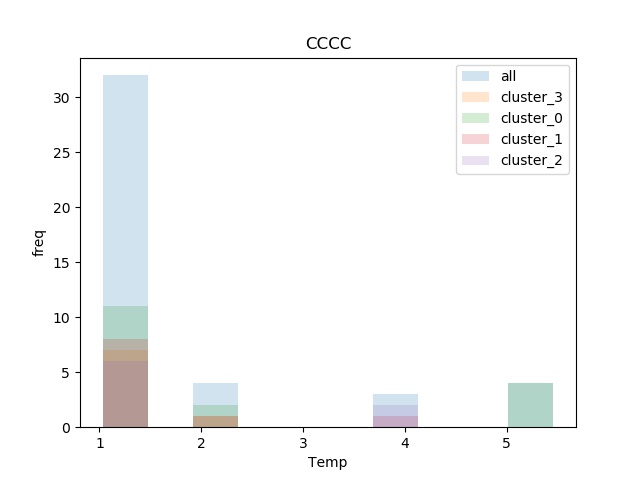 CCCC
all
cluster_3
cluster_0
cluster_1
cluster_2
freq
30
25
20
15
10
5
0
1 2 3 4 5
Temp